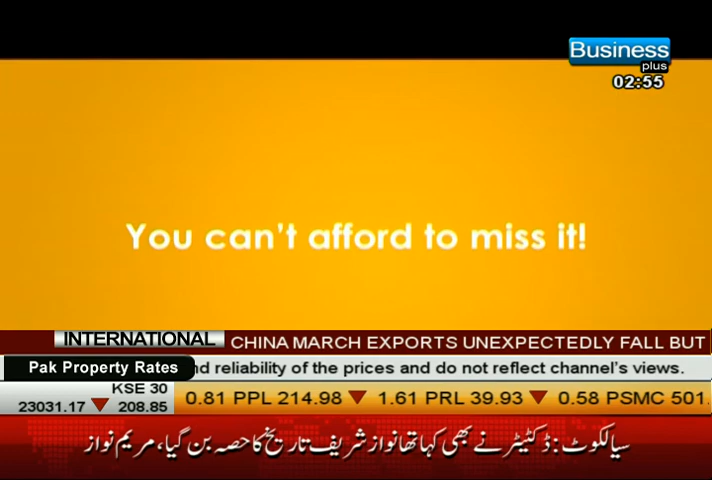 Business
plus
02:55
You can't afford to miss it!
INTERNATIONAL CHINA MARCH EXPORTS UNEXPECTEDLY FALL BUT
Pak Property Rates nd reliability of the prices and do not reflect channel's views.
KSE 30
23031.17 208.85 0.81 PPL 214.98 1.61 PRL 39.93 0.58 PSMC 501.
سیالکوٹ: ڈکٹیٹر نے بھی کہا تھا نواز شریف تاریخ کا حصہ بن گیا، مریم نواز